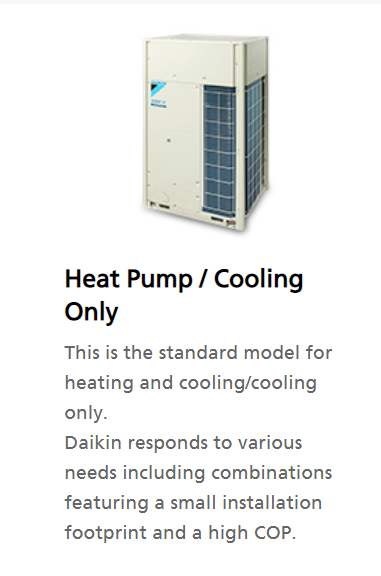 Heat Pump / Cooling
Only
This is the standard model for
heating and cooling/cooling
only.
Daikin responds to various
needs including combinations
featuring a small installation
footprint and a high COP.